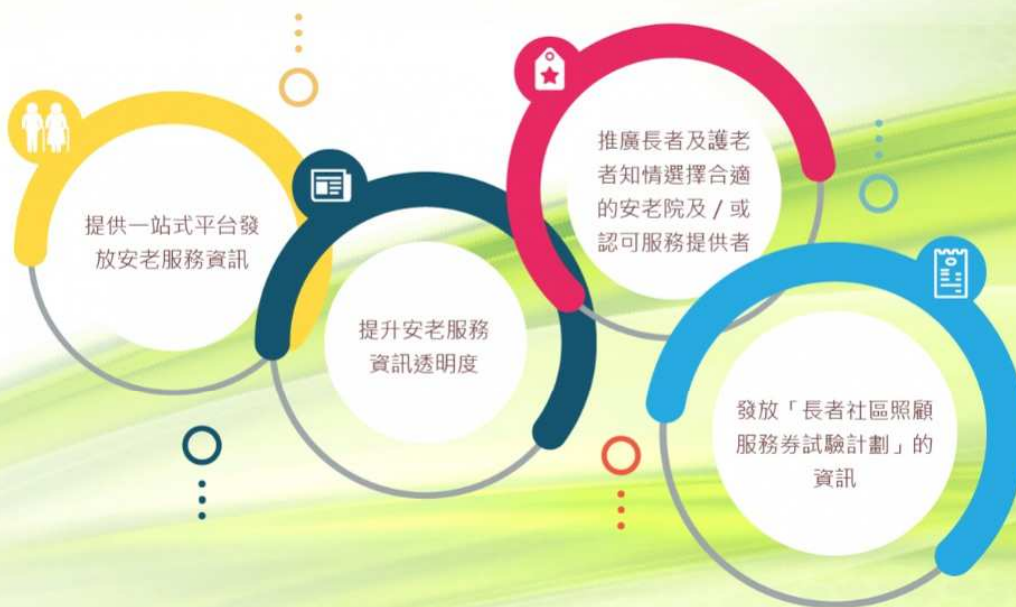 提供一站式平台發
放安老服務資訊
提升安老服務
資訊透明度
推廣長者及護老
者知情選擇合適
的安老院及 / 或
認可服務提供者
發放「長者社區照顧
服務券試驗計劃」的
資訊